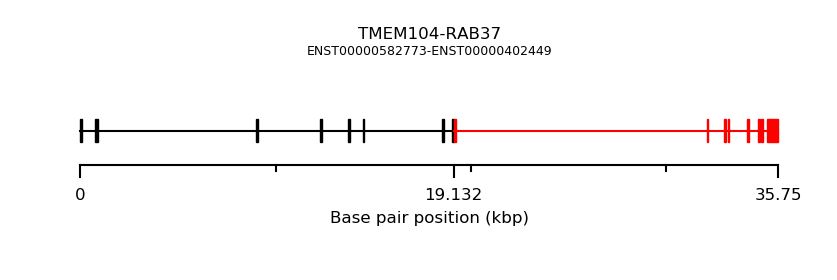 TMEM104-RAB37
ENST00000582773-ENST00000402449
0 19.132 35.75
Base pair position (kbp)